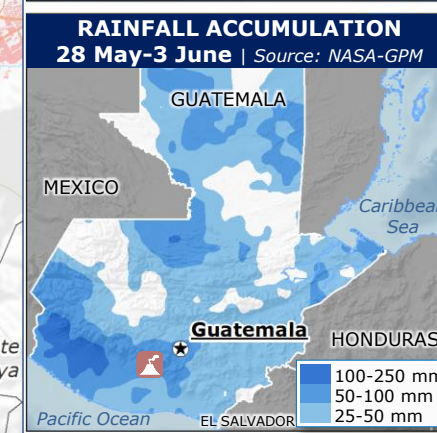 RAINFALL ACCUMULATION
28 May-3 June | Source: NASA-GPM
GUATEMALA
MEXICO
Caribbean
Sea
Guatemala
HONDURAS
100-250 mm
50-100 mm
25-50 mm
Pacific Ocean
EL SALVADOR